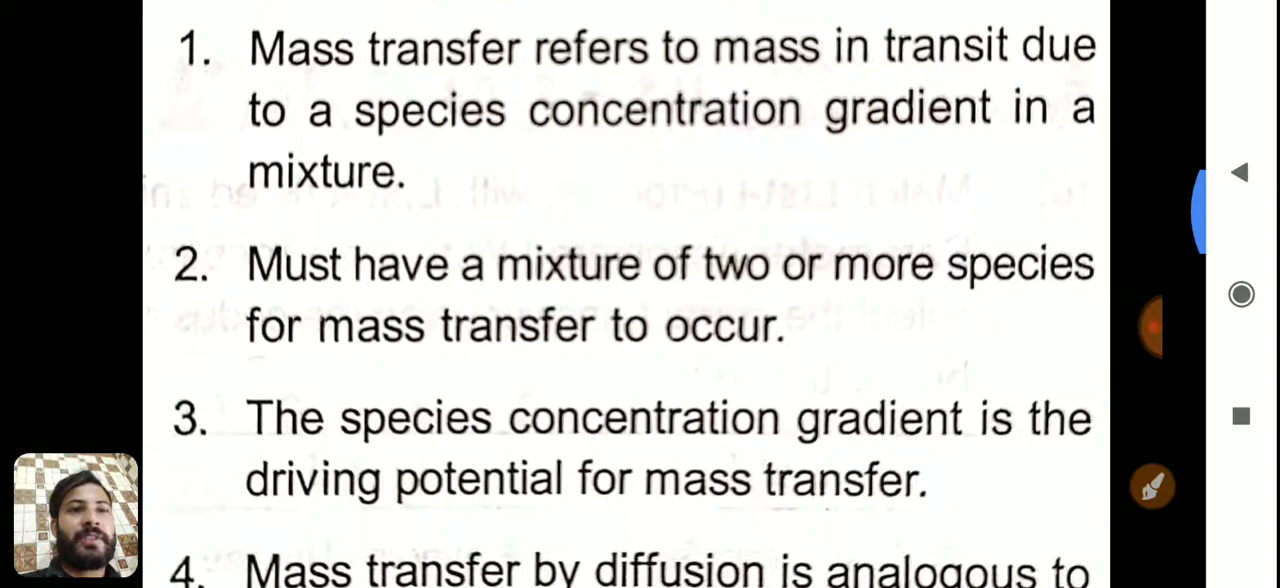 1. Mass transfer refers to mass in transit due
to a species concentration gradient in a
mixture.
2. Must have a mixture of two or more species
for mass transfer to occur.
3. The species concentration gradient is the
driving potential for mass transfer.
4. Mass transfer by diffusion is analogous to